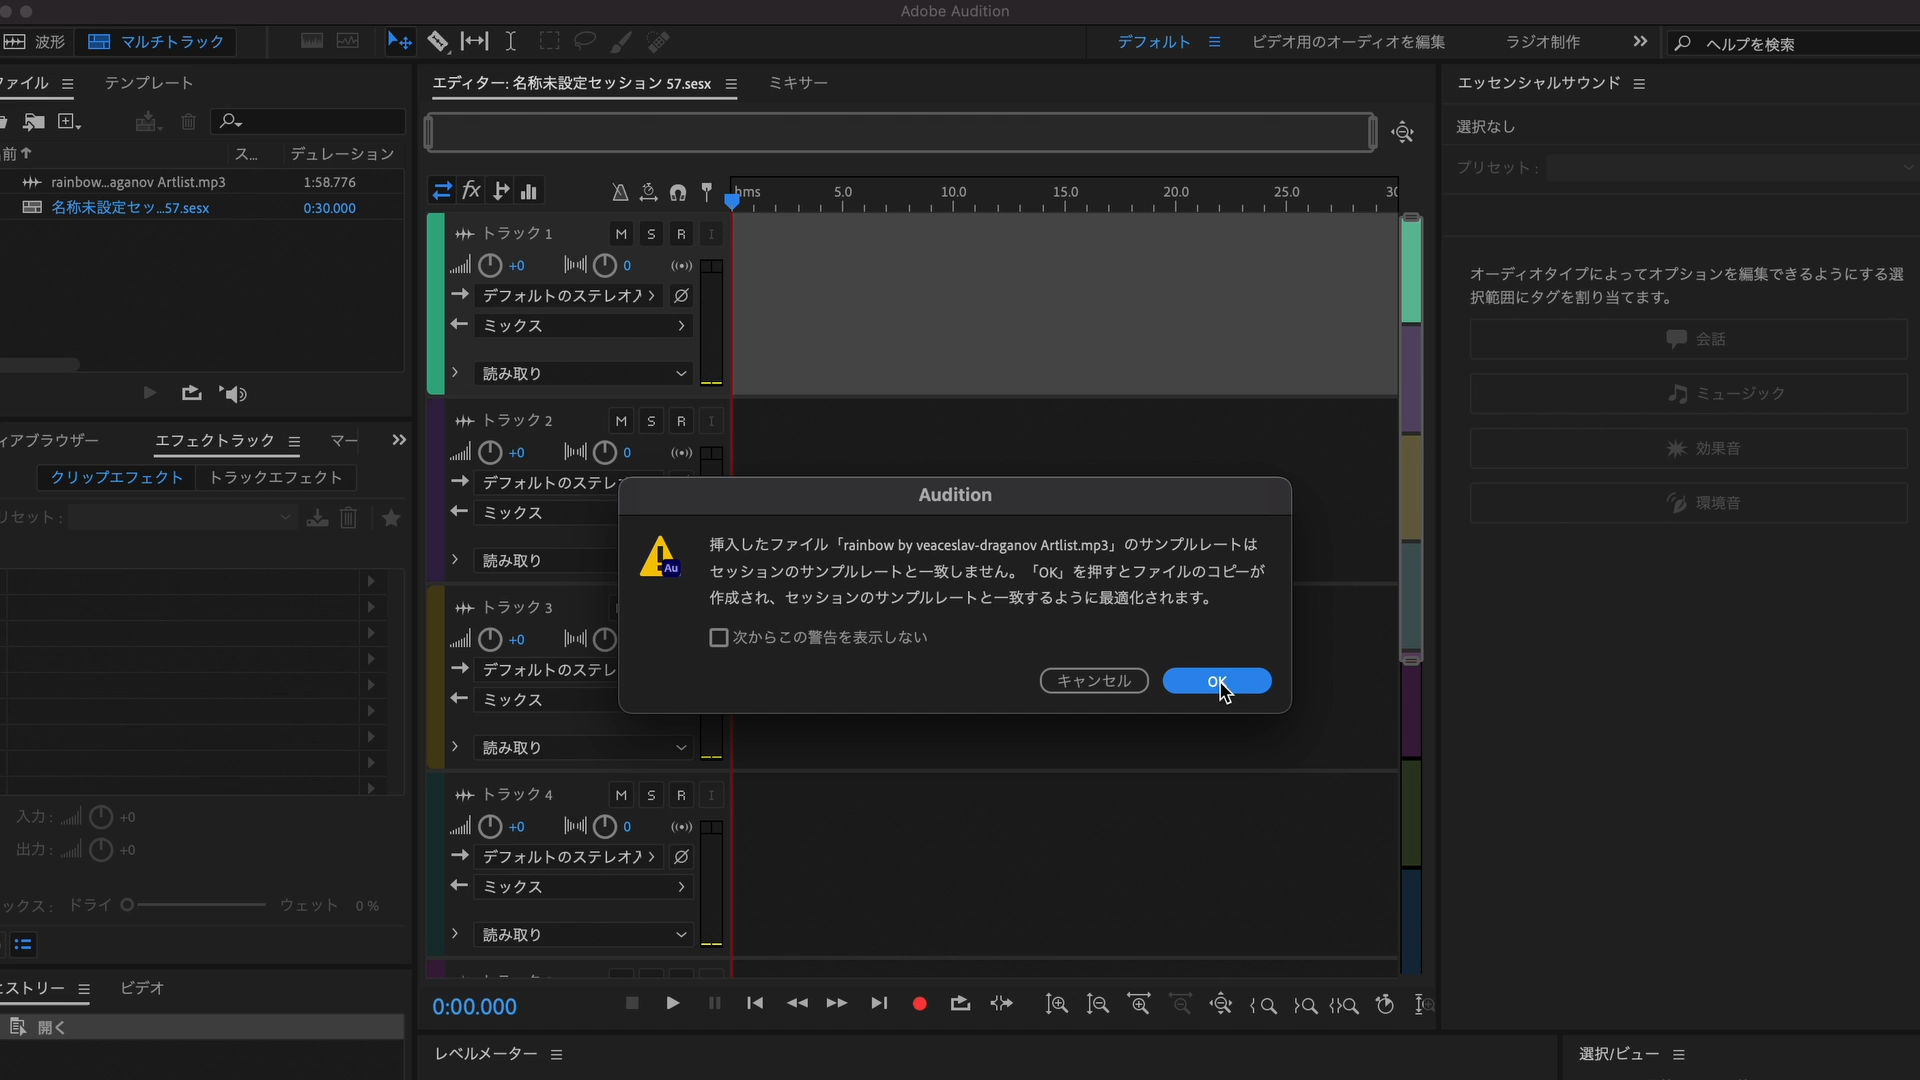 Adobe Audition
波形
マルチトラック
デフォルト
ビデオ用のオーディオを編集
ラジオ制作
ヘルプを検索
ファイル
テンプレート
エディター: 名称未設定セッション 57.sesx
ミキサー
エッセンシャルサウンド
選択なし
プリセット :
前
ス...
デュレーション
rainbow...aganov Artlist.mp3
1:58.776
名称未設定セッ...57.sesx
0:30.000
hms
5.0
10.0
15.0
20.0
25.0
30
トラック 1
M
S
R
I
+0
0
デフォルトのステレオ入
ミックス
読み取り
オーディオタイプによってオプションを編集できるようにする選
択範囲にタグを割り当てます。
会話
ミュージック
効果音
環境音
ィアブラウザー
エフェクトラック
マー
クリップエフェクト
トラックエフェクト
リセット :
トラック 2
M
S
R
I
+0
0
デフォルトのステレ
ミックス
読み取り
Audition
挿入したファイル「rainbow by veaceslav-draganov Artlist.mp3」のサンプルレートは
セッションのサンプルレートと一致しません。「OK」を押すとファイルのコピーが
作成され、セッションのサンプルレートと一致するように最適化されます。
次からこの警告を表示しない
キャンセル
OK
トラック 3
+0
デフォルトのステレ
ミックス
読み取り
トラック 4
M
S
R
I
+0
0
デフォルトのステレオ入
ミックス
読み取り
入力 :
+0
出力 :
+0
ックス :
ドライ
ウェット
0 %
ヒストリー
ビデオ
開く
0:00.000
レベルメーター
選択/ビュー